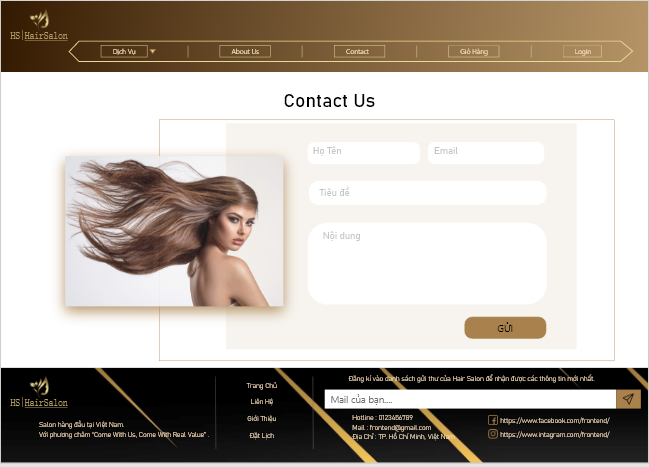 HS|HairSalon
Dịch Vụ
About Us
Contact
Giỏ Hàng
Login
Contact Us
Họ Tên
Email
Tiêu đề
Nội dung
GỬI
HS|HairSalon
Salon hàng đầu tại Việt Nam.
Với phương châm "Come With Us, Come With Real Value" .
Trang Chủ
Liên Hệ
Giới Thiệu
Đặt Lịch
Đăng kí vào danh sách gửi thư của Hair Salon để nhận được các thông tin mới nhất.
Mail của bạn....
Hotline : 0123456789
Mail : frontend@gmail.com
Địa Chỉ : TP. Hồ Chí Minh, Việt Nam
https://www.facebook.com/frontend/
https://www.intagram.com/frontend/